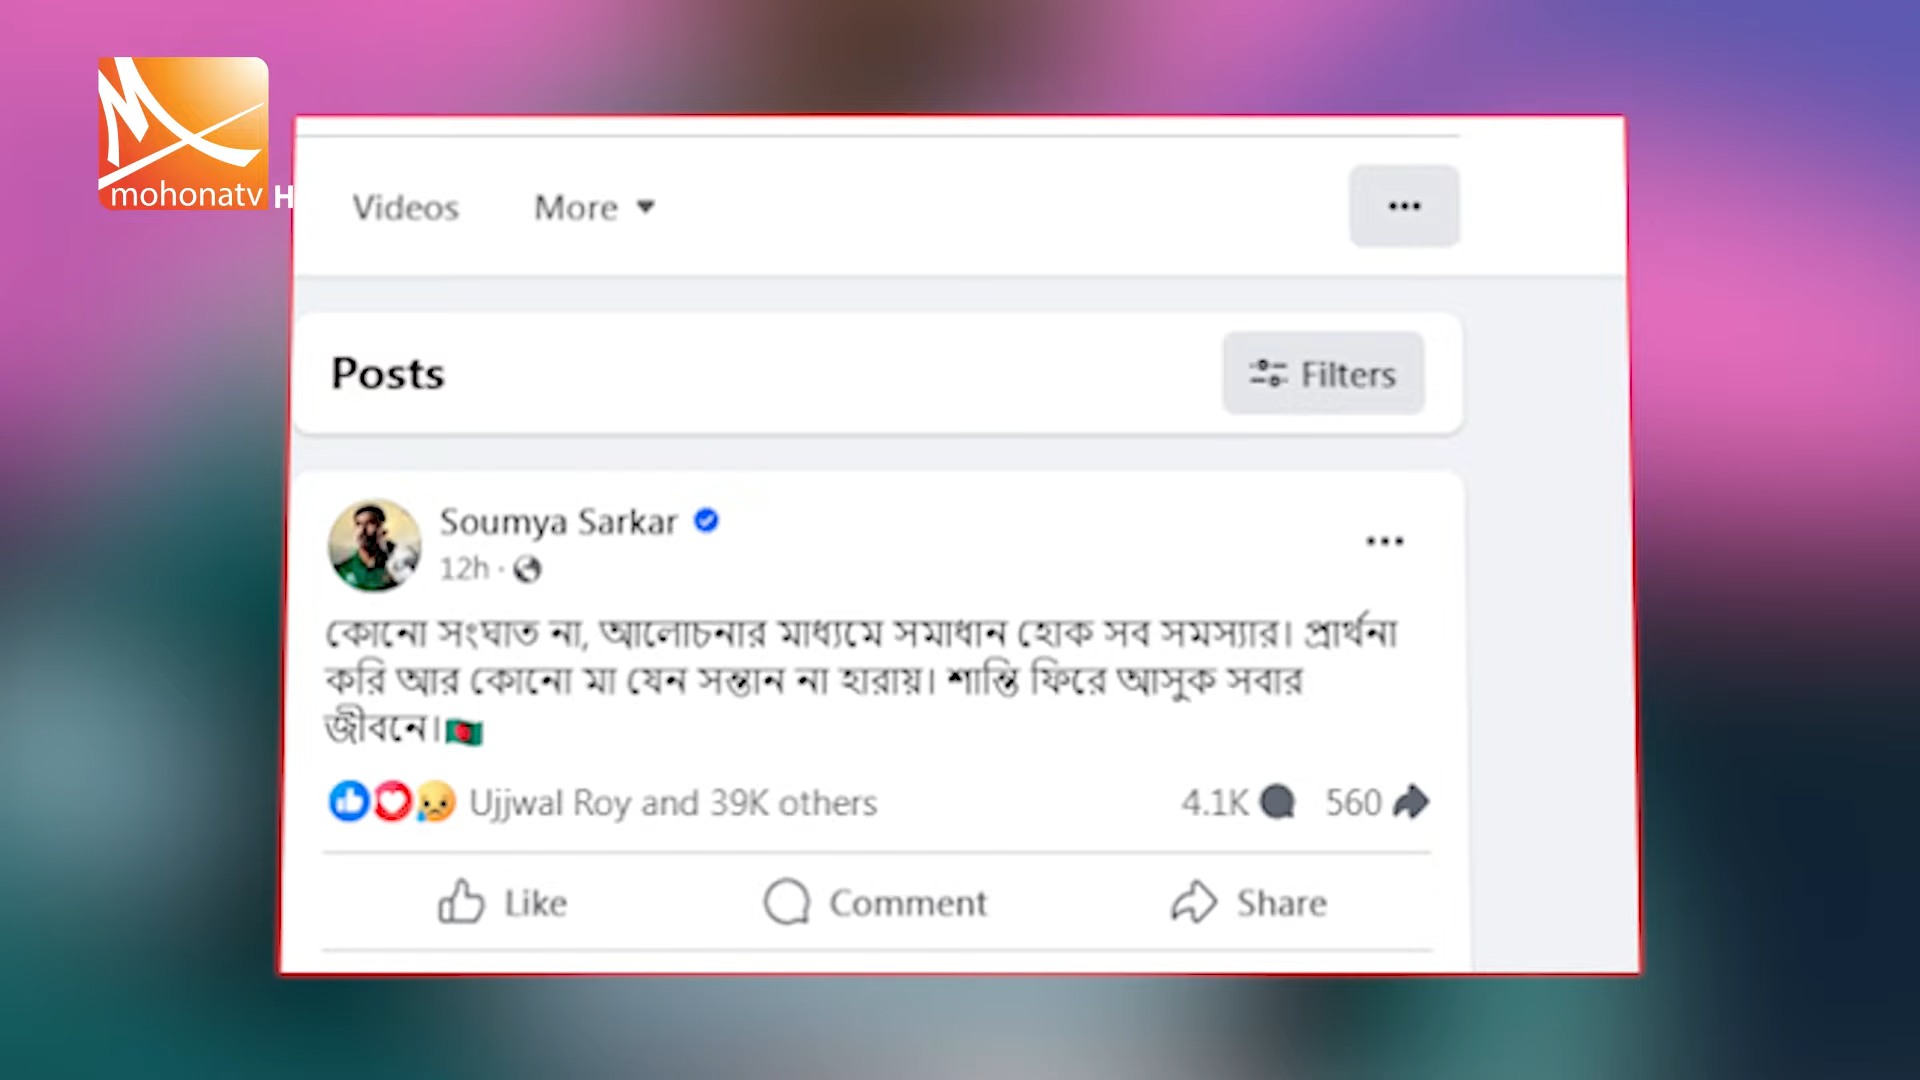 mohonatv H
Videos More
Posts
Filters
Soumya Sarkar
12h
কোনো সংঘাত না, আলোচনার মাধ্যমে সমাধান হোক সব সমস্যার। প্রার্থনা
করি আর কোনো মা যেন সন্তান না হারায়। শান্তি ফিরে আসুক সবার
জীবনে।
Ujjwal Roy and 39K others 4.1K 560
Like Comment Share